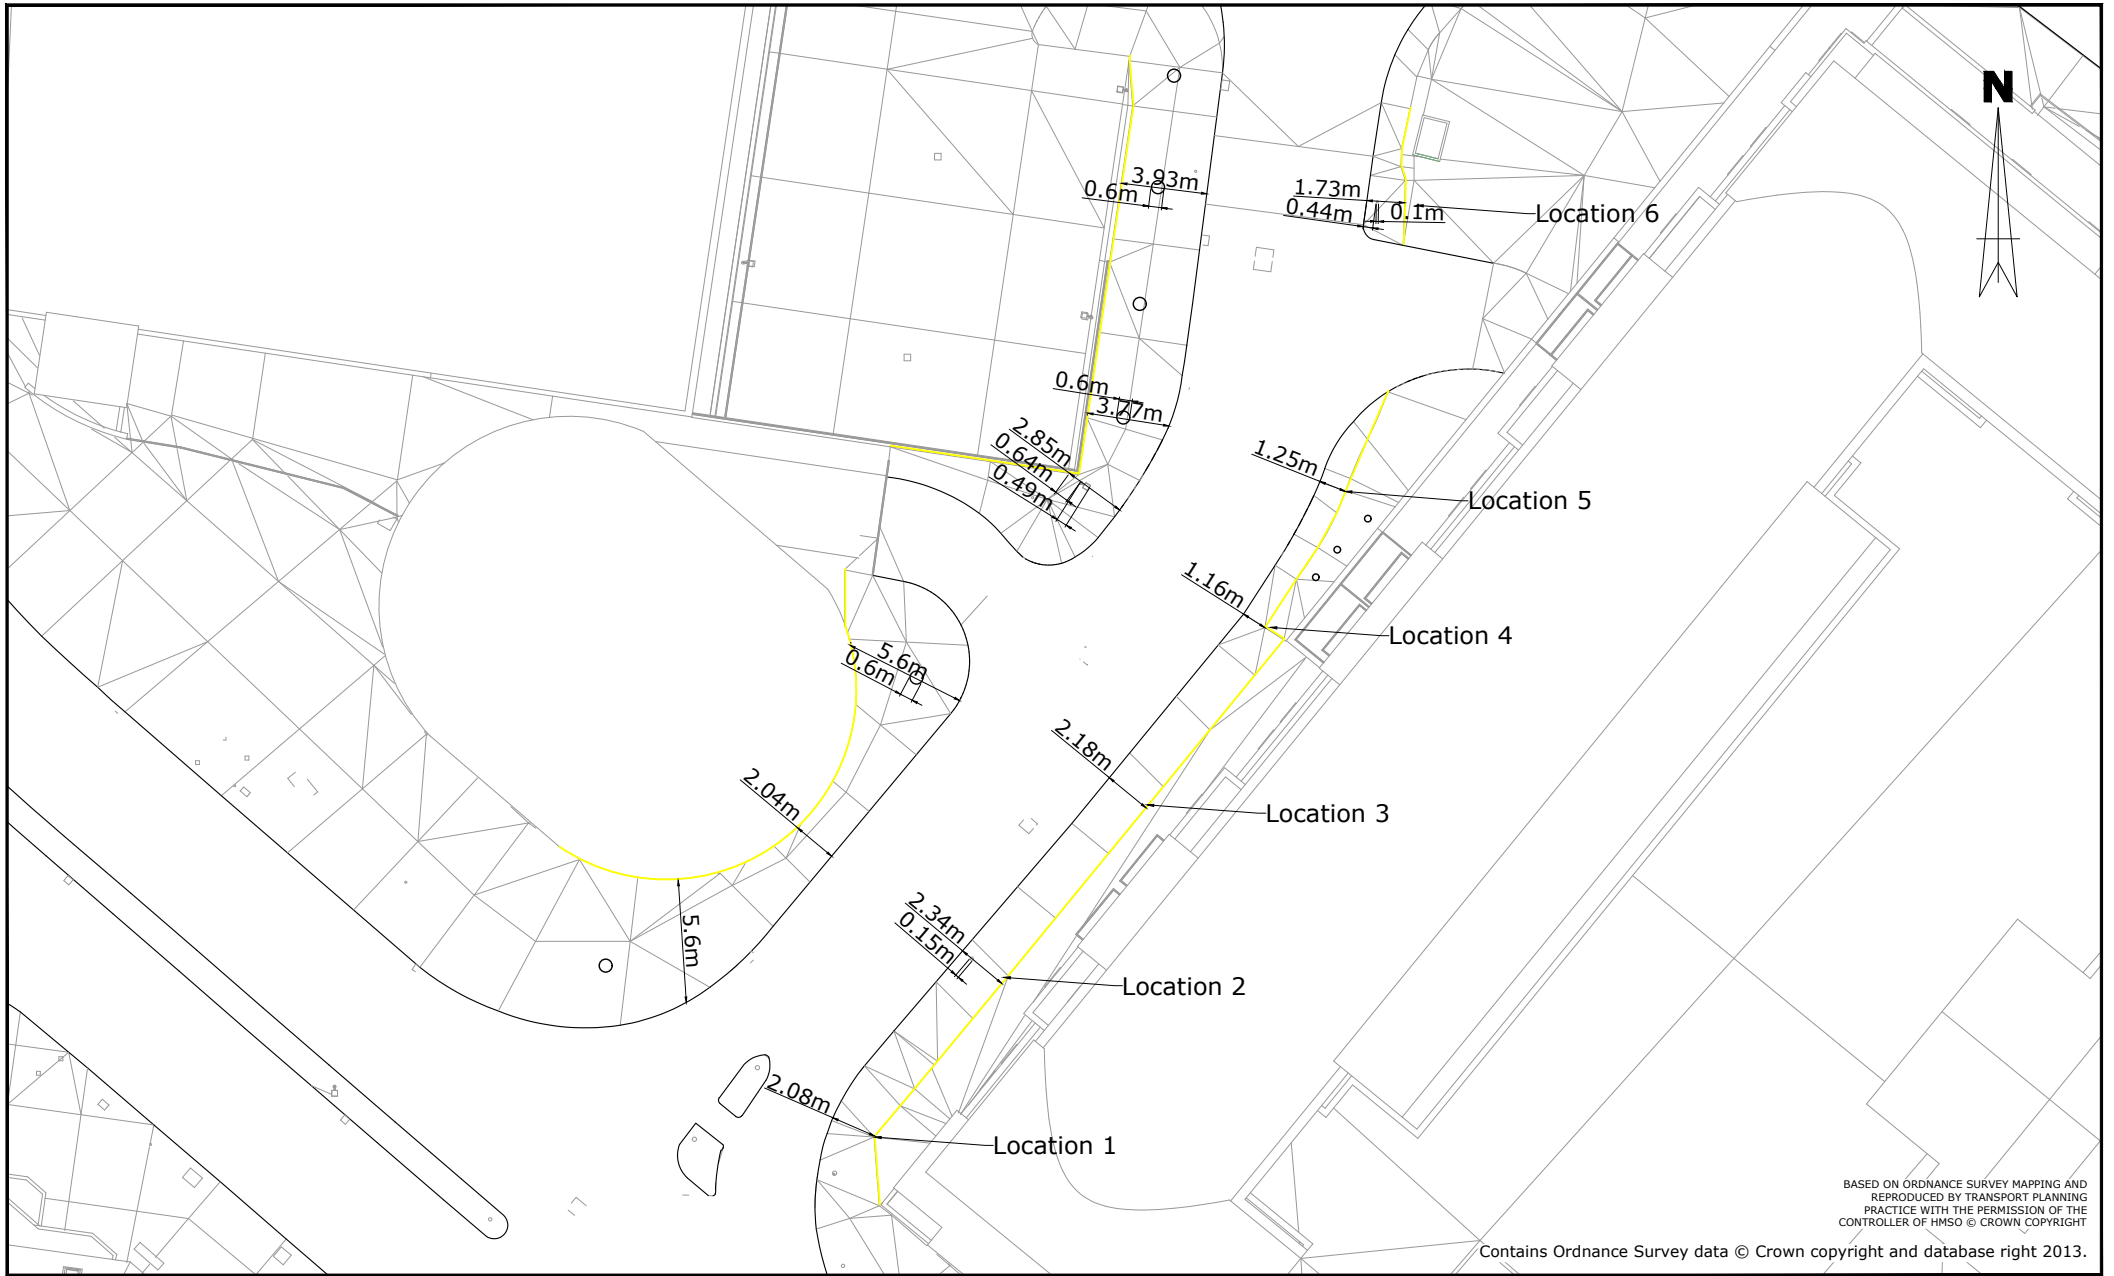 N
3.93m
0.6m
1.73m
0.44m
0.1m
Location 6
0.6m
3.77m
2.85m
0.64m
0.49m
1.25m
Location 5
1.16m
Location 4
5.6m
0.6m
2.18m
2.04m
Location 3
2.34m
0.15m
5.6m
Location 2
2.08m
Location 1
BASED ON ORDNANCE SURVEY MAPPING AND
REPRODUCED BY TRANSPORT PLANNING
PRACTICE WITH THE PERMISSION OF THE
CONTROLLER OF HMSO © CROWN COPYRIGHT
Contains Ordnance Survey data © Crown copyright and database right 2013.